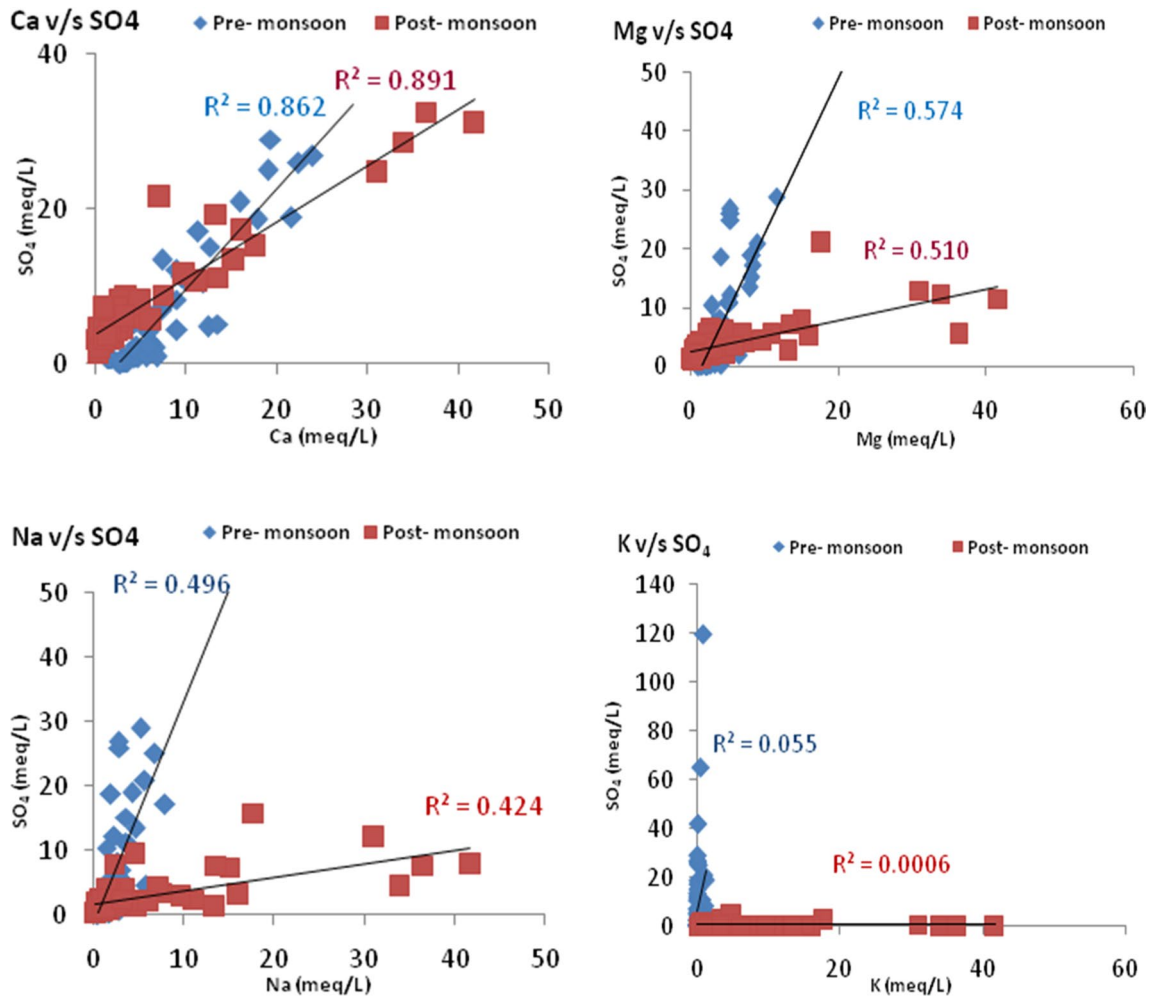 Ca v/s SO4
Pre- monsoon
Post- monsoon
R² = 0.891
R² = 0.862
40
20
0
SO₄ (meq/L)
0 10 20 30 40 50
Ca (meq/L)
Mg v/s SO4
Pre- monsoon
Post- monsoon
R² = 0.574
R² = 0.510
50
40
30
20
10
0
SO₄ (meq/L)
0 20 40 60
Mg (meq/L)
Na v/s SO4
Pre- monsoon
Post- monsoon
R² = 0.496
R² = 0.424
50
40
30
20
10
0
SO₄ (meq/L)
0 10 20 30 40 50
Na (meq/L)
K v/s SO₄
Pre- monsoon
Post- monsoon
R² = 0.055
R² = 0.0006
140
120
100
80
60
40
20
0
SO₄ (meq/L)
0 20 40 60
K (meq/L)